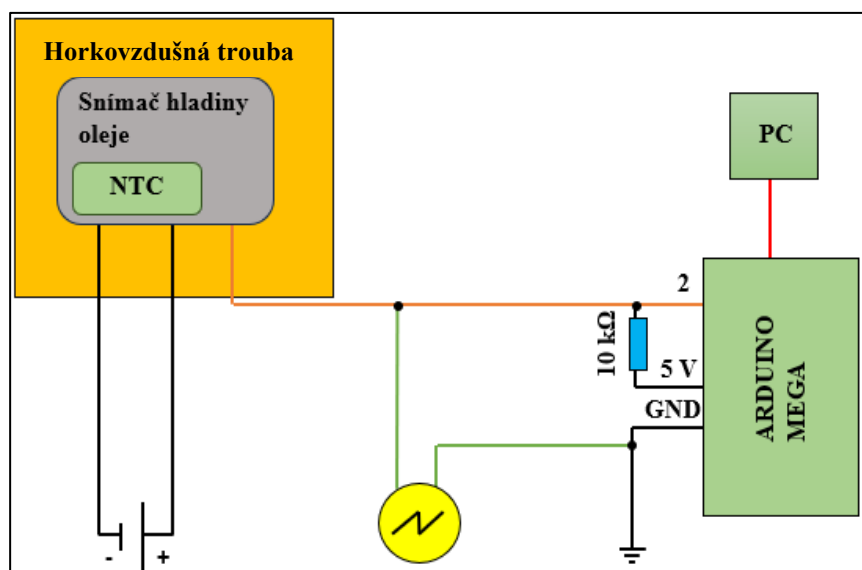 Horkovzdušná trouba
Snímač hladiny
oleje
NTC
PC
2
10 kΩ
5 V
GND
ARDUINO
MEGA
- +